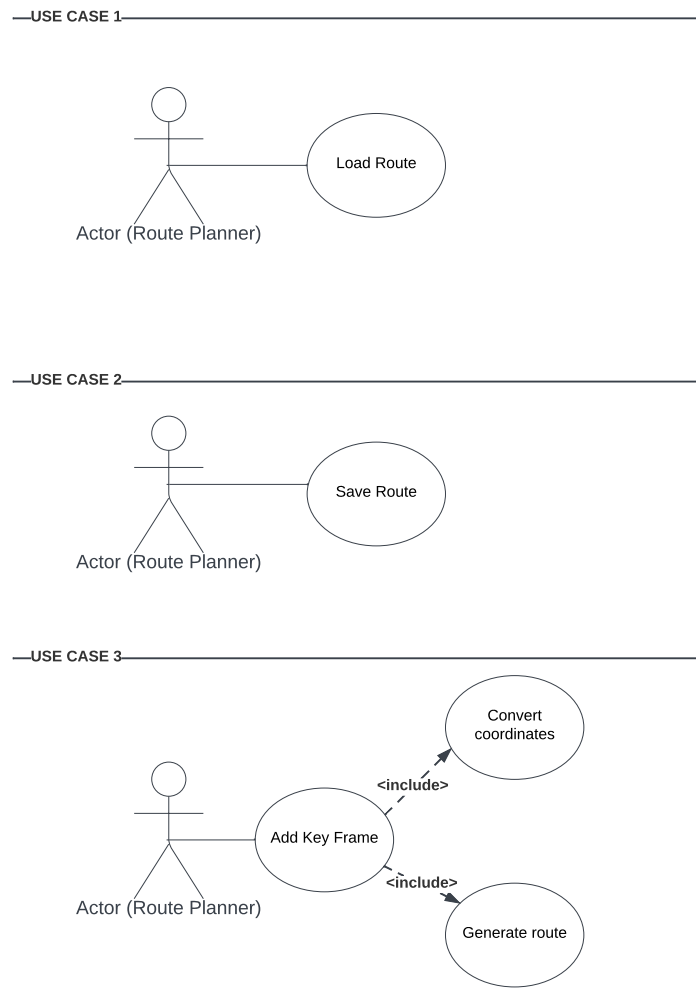 USE CASE 1
Load Route
Actor (Route Planner)
USE CASE 2
Save Route
Actor (Route Planner)
USE CASE 3
Convert
coordinates
<include>
Add Key Frame
<include>
Actor (Route Planner)
Generate route